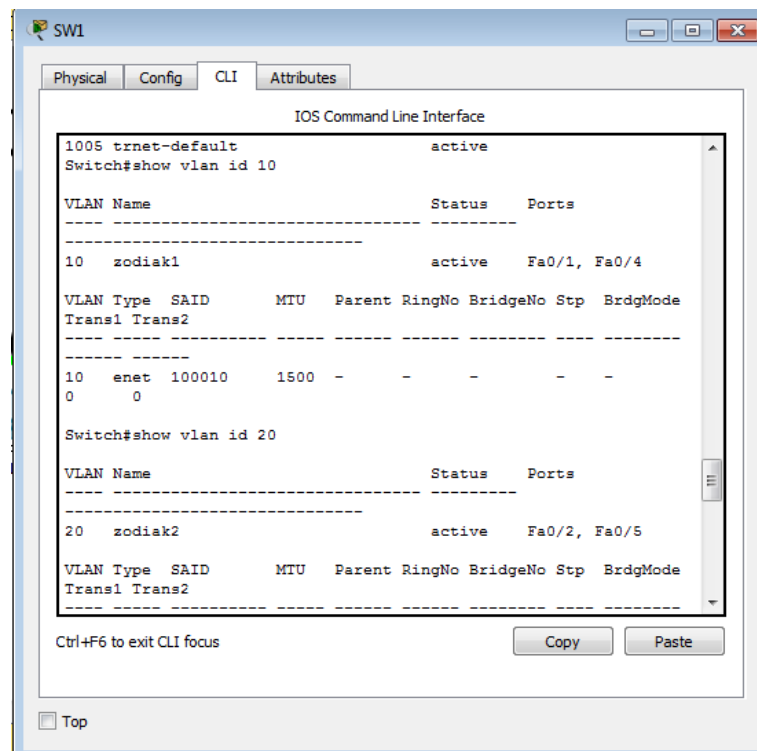 SW1
Physical Config CLI Attributes
IOS Command Line Interface
1005 trnet-default active
Switch#show vlan id 10
VLAN Name Status Ports
---- -------------------------------- ---------
-------------------------------
10 zodiak1 active Fa0/1, Fa0/4
VLAN Type SAID MTU Parent RingNo BridgeNo Stp BrdgMode
Trans1 Trans2
---- ----- ---------- ----- ------ ------ -------- ---- --------
------ ------
10 enet 100010 1500 - - - - -
0 0
Switch#show vlan id 20
VLAN Name Status Ports
---- -------------------------------- ---------
-------------------------------
20 zodiak2 active Fa0/2, Fa0/5
VLAN Type SAID MTU Parent RingNo BridgeNo Stp BrdgMode
Trans1 Trans2
---- ----- ---------- ----- ------ ------ -------- ---- --------
Ctrl+F6 to exit CLI focus
Copy Paste
Top